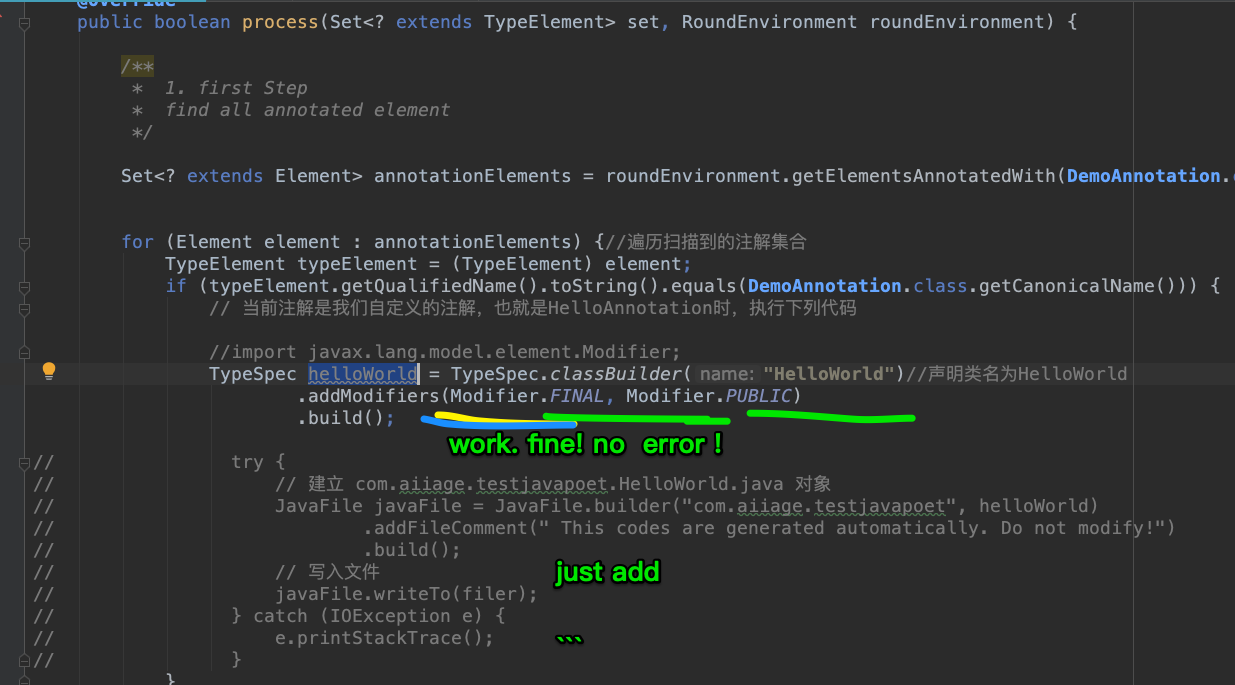 @Override
public boolean process(Set<? extends TypeElement> set, RoundEnvironment roundEnvironment) {
/**
*  1. first Step
*  find all annotated element
*/
Set<? extends Element> annotationElements = roundEnvironment.getElementsAnnotatedWith(DemoAnnotation.
for (Element element : annotationElements) {//遍历扫描到的注解集合
TypeElement typeElement = (TypeElement) element;
if (typeElement.getQualifiedName().toString().equals(DemoAnnotation.class.getCanonicalName())) {
// 当前注解是我们自定义的注解，也就是HelloAnnotation时，执行下列代码
//import javax.lang.model.element.Modifier;
TypeSpec helloWorld = TypeSpec.classBuilder( name: "HelloWorld")//声明类名为HelloWorld
.addModifiers(Modifier.FINAL, Modifier.PUBLIC)
.build();
work. fine! no  error !
//                try {
//                    // 建立 com.aiiage.testjavapoet.HelloWorld.java 对象
//                    JavaFile javaFile = JavaFile.builder("com.aiiage.testjavapoet", helloWorld)
//                            .addFileComment(" This codes are generated automatically. Do not modify!")
//                            .build();
just add
//                    // 写入文件
//                    javaFile.writeTo(filer);
//                } catch (IOException e) {
//                    e.printStackTrace();
```
//                }
}